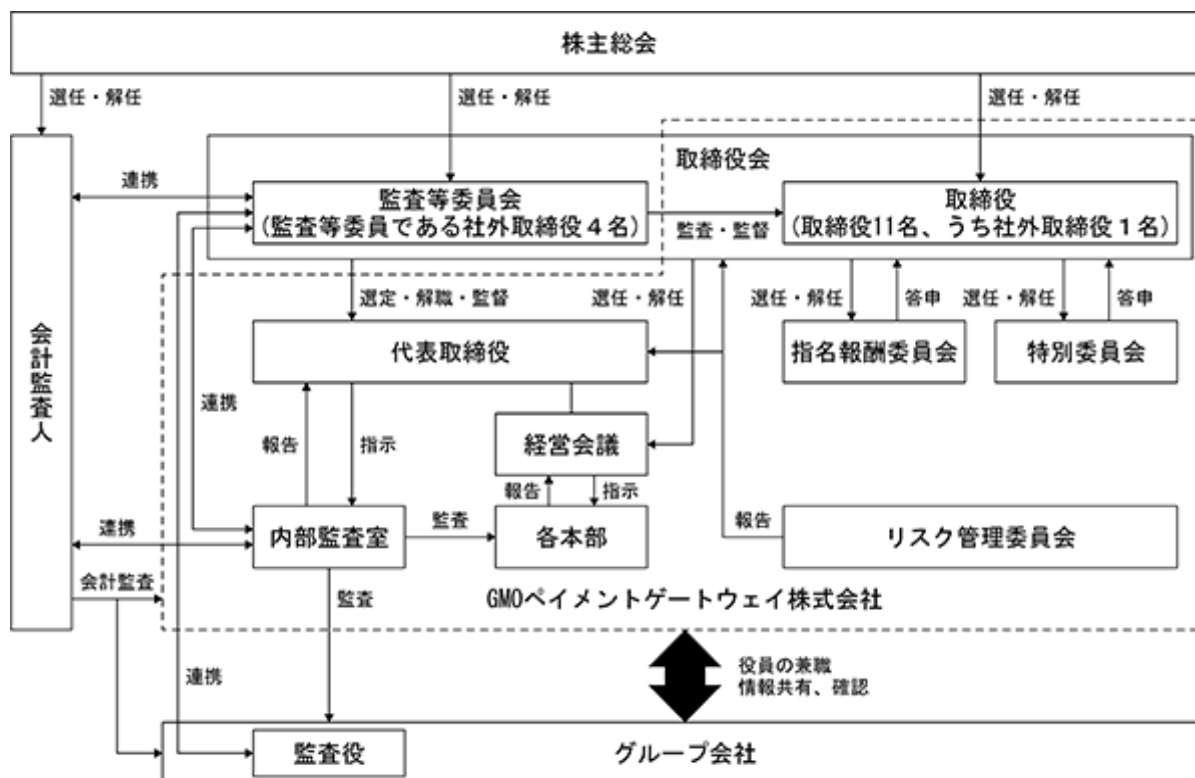 株主総会
選任・解任
選任・解任
選任・解任
取締役会
連携
監査等委員会
(監査等委員である社外取締役4名)
監査・監督
取締役
(取締役11名、うち社外取締役1名)
選定・解職・監督
選任・解任
選任・解任
答申
選任・解任
答申
会計監査人
代表取締役
指名報酬委員会
特別委員会
連携
報告
指示
経営会議
報告
指示
連携
内部監査室
監査
各本部
報告
リスク管理委員会
会計監査
監査
GMOペイメントゲートウェイ株式会社
連携
役員の兼職
情報共有、確認
監査役
グループ会社